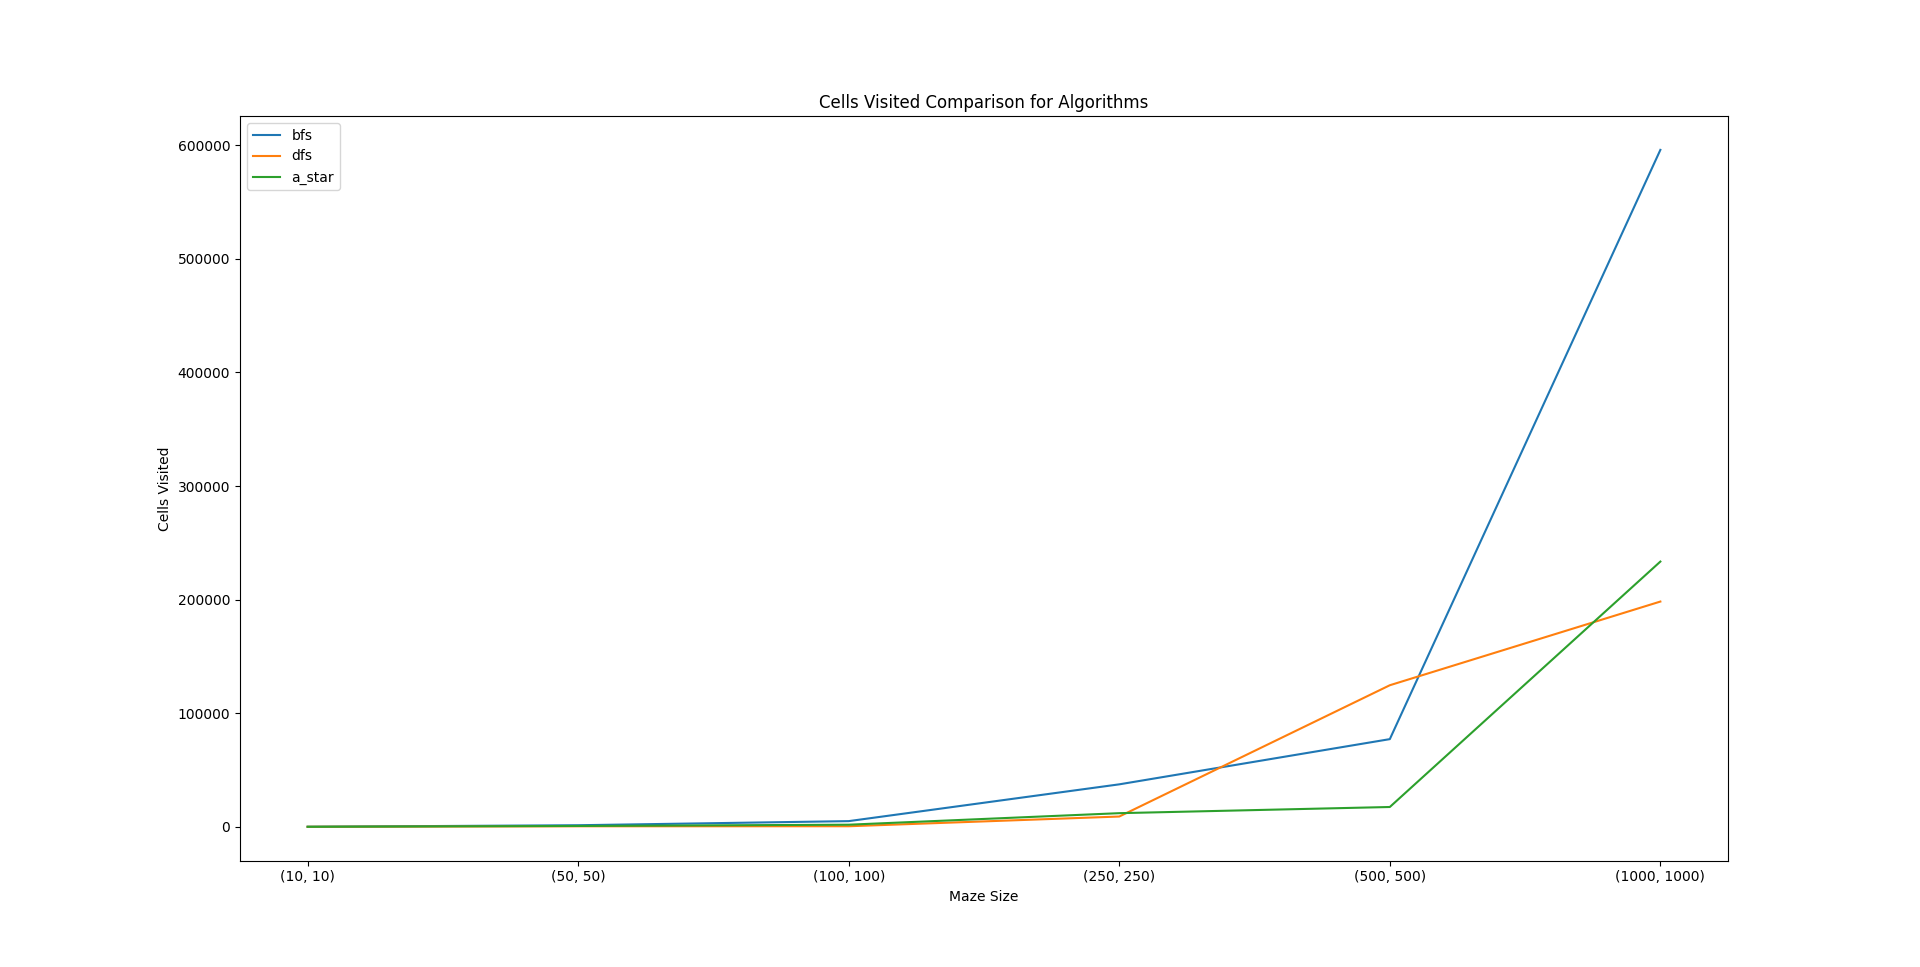 Cells Visited Comparison for Algorithms
bfs
dfs
a_star
600000
500000
400000
300000
200000
100000
0
Cells Visited
(10, 10)
(50, 50)
(100, 100)
(250, 250)
(500, 500)
(1000, 1000)
Maze Size